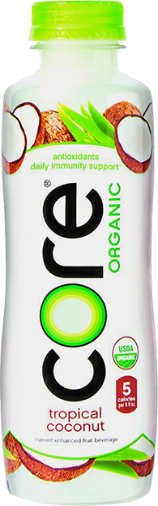 antioxidants
daily immunity support*
core®
ORGANIC
USDA
ORGANIC
5
calories
per 8 fl oz
tropical
coconut
nutrient enhanced fruit beverage